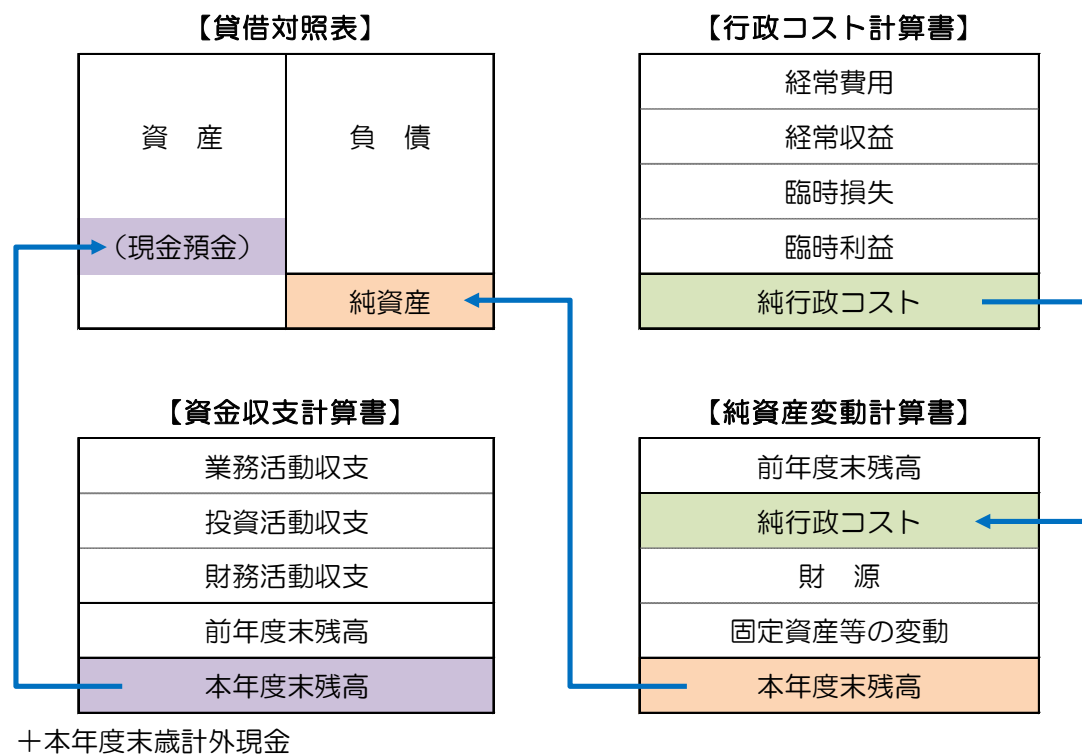 【貸借対照表】
資　産
負　債
（現金預金）
純資産
【行政コスト計算書】
経常費用
経常収益
臨時損失
臨時利益
純行政コスト
【資金収支計算書】
業務活動収支
投資活動収支
財務活動収支
前年度末残高
本年度末残高
＋本年度末歳計外現金
【純資産変動計算書】
前年度末残高
純行政コスト
財　源
固定資産等の変動
本年度末残高